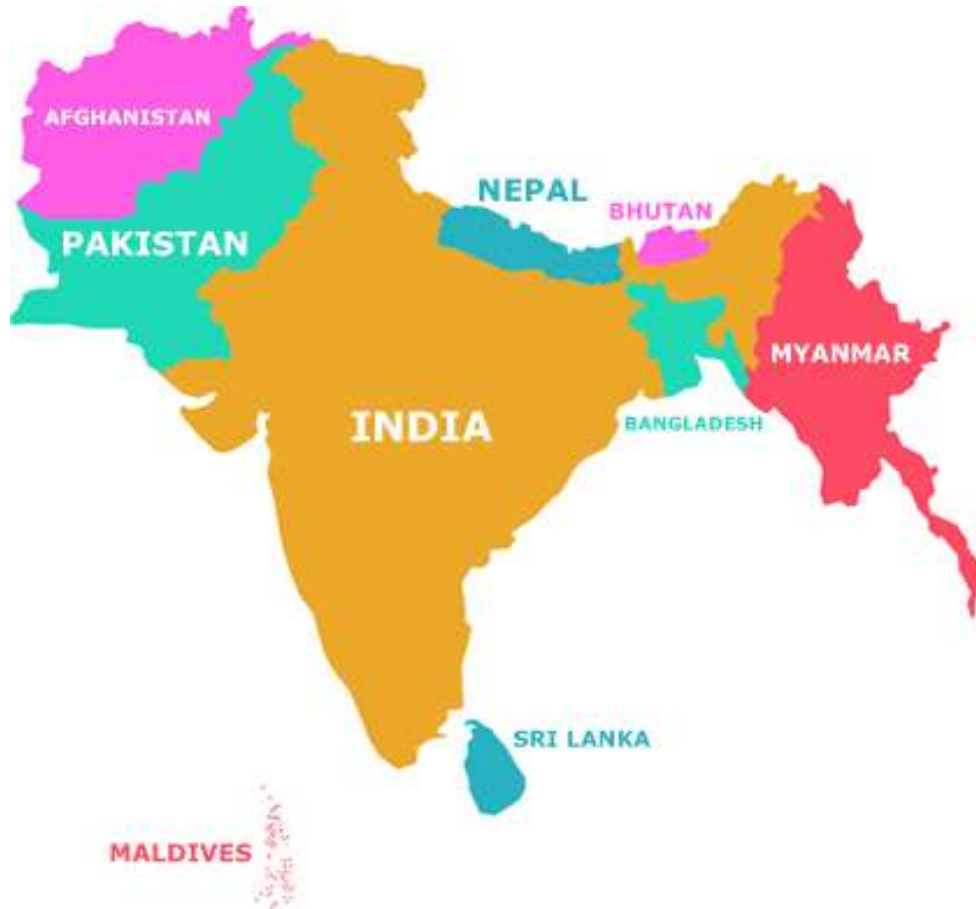 AFGHANISTAN
NEPAL
BHUTAN
PAKISTAN
MYANMAR
INDIA
BANGLADESH
SRI LANKA
MALDIVES